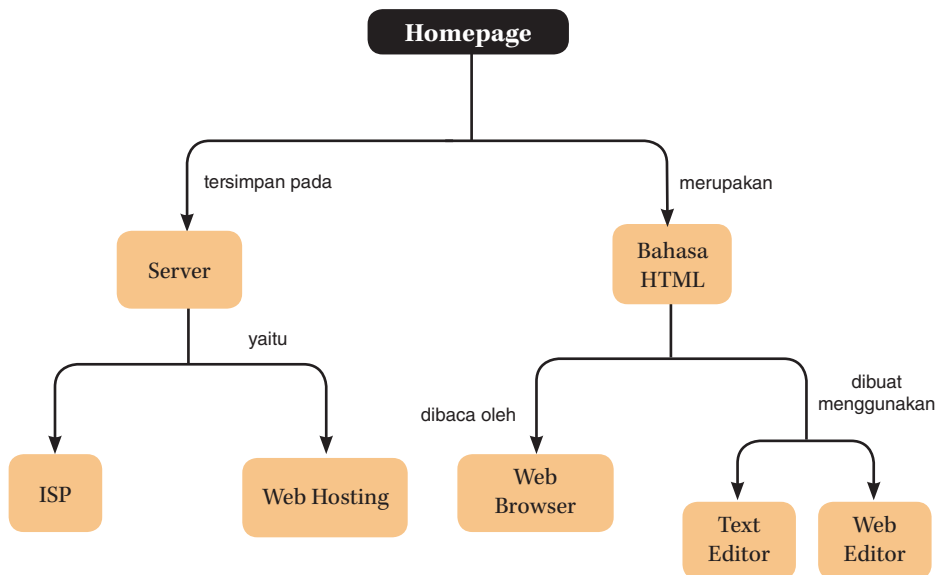 Homepage
tersimpan pada
merupakan
Server
Bahasa
HTML
yaitu
dibaca oleh
dibuat
menggunakan
ISP
Web Hosting
Web
Browser
Text
Editor
Web
Editor